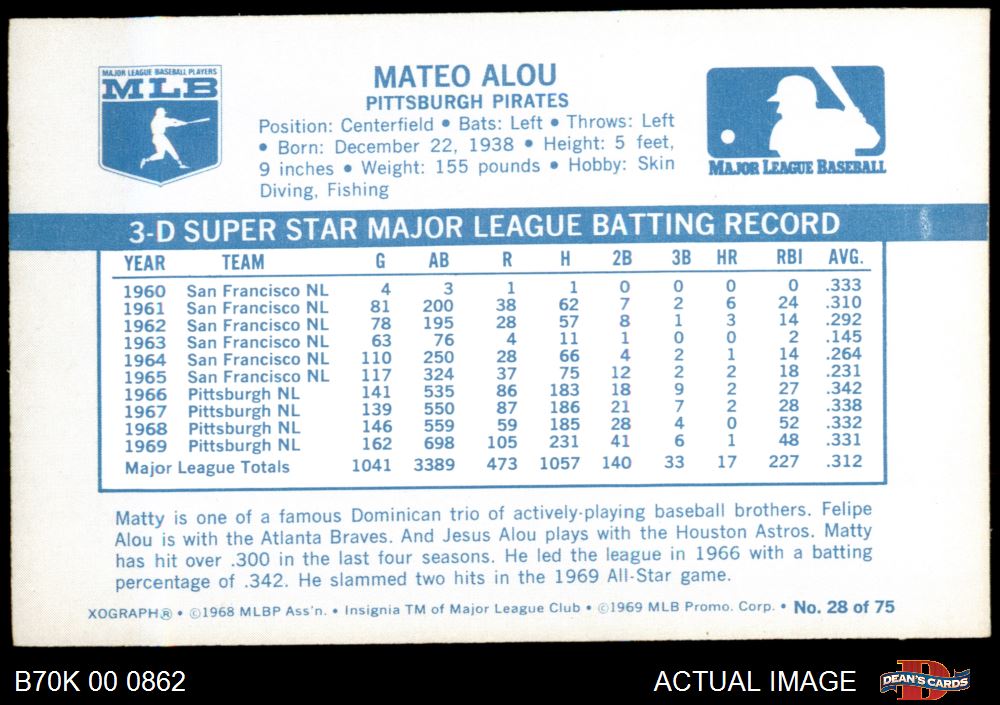 MAJOR LEAGUE BASEBALL PLAYERS
MLB
MATEO ALOU
PITTSBURGH PIRATES
Position: Centerfield • Bats: Left • Throws: Left
• Born: December 22, 1938 • Height: 5 feet,
9 inches • Weight: 155 pounds • Hobby: Skin
Diving, Fishing
MAJOR LEAGUE BASEBALL
3-D SUPER STAR MAJOR LEAGUE BATTING RECORD
YEAR TEAM G AB R H 2B 3B HR RBI AVG.
1960 San Francisco NL 4 3 1 1 0 0 0 0 .333
1961 San Francisco NL 81 200 38 62 7 2 6 24 .310
1962 San Francisco NL 78 195 28 57 8 1 3 14 .292
1963 San Francisco NL 63 76 4 11 1 0 0 2 .145
1964 San Francisco NL 110 250 28 66 4 2 1 14 .264
1965 San Francisco NL 117 324 37 75 12 2 2 18 .231
1966 Pittsburgh NL 141 535 86 183 18 9 2 27 .342
1967 Pittsburgh NL 139 550 87 186 21 7 2 28 .338
1968 Pittsburgh NL 146 559 59 185 28 4 0 52 .332
1969 Pittsburgh NL 162 698 105 231 41 6 1 48 .331
Major League Totals 1041 3389 473 1057 140 33 17 227 .312
Matty is one of a famous Dominican trio of actively-playing baseball brothers. Felipe
Alou is with the Atlanta Braves. And Jesus Alou plays with the Houston Astros. Matty
has hit over .300 in the last four seasons. He led the league in 1966 with a batting
percentage of .342. He slammed two hits in the 1969 All-Star game.
XOGRAPH® • ©1968 MLBP Ass'n. • Insignia TM of Major League Club • ©1969 MLB Promo. Corp. • No. 28 of 75
B70K 00 0862
ACTUAL IMAGE
D
DEAN'S CARDS